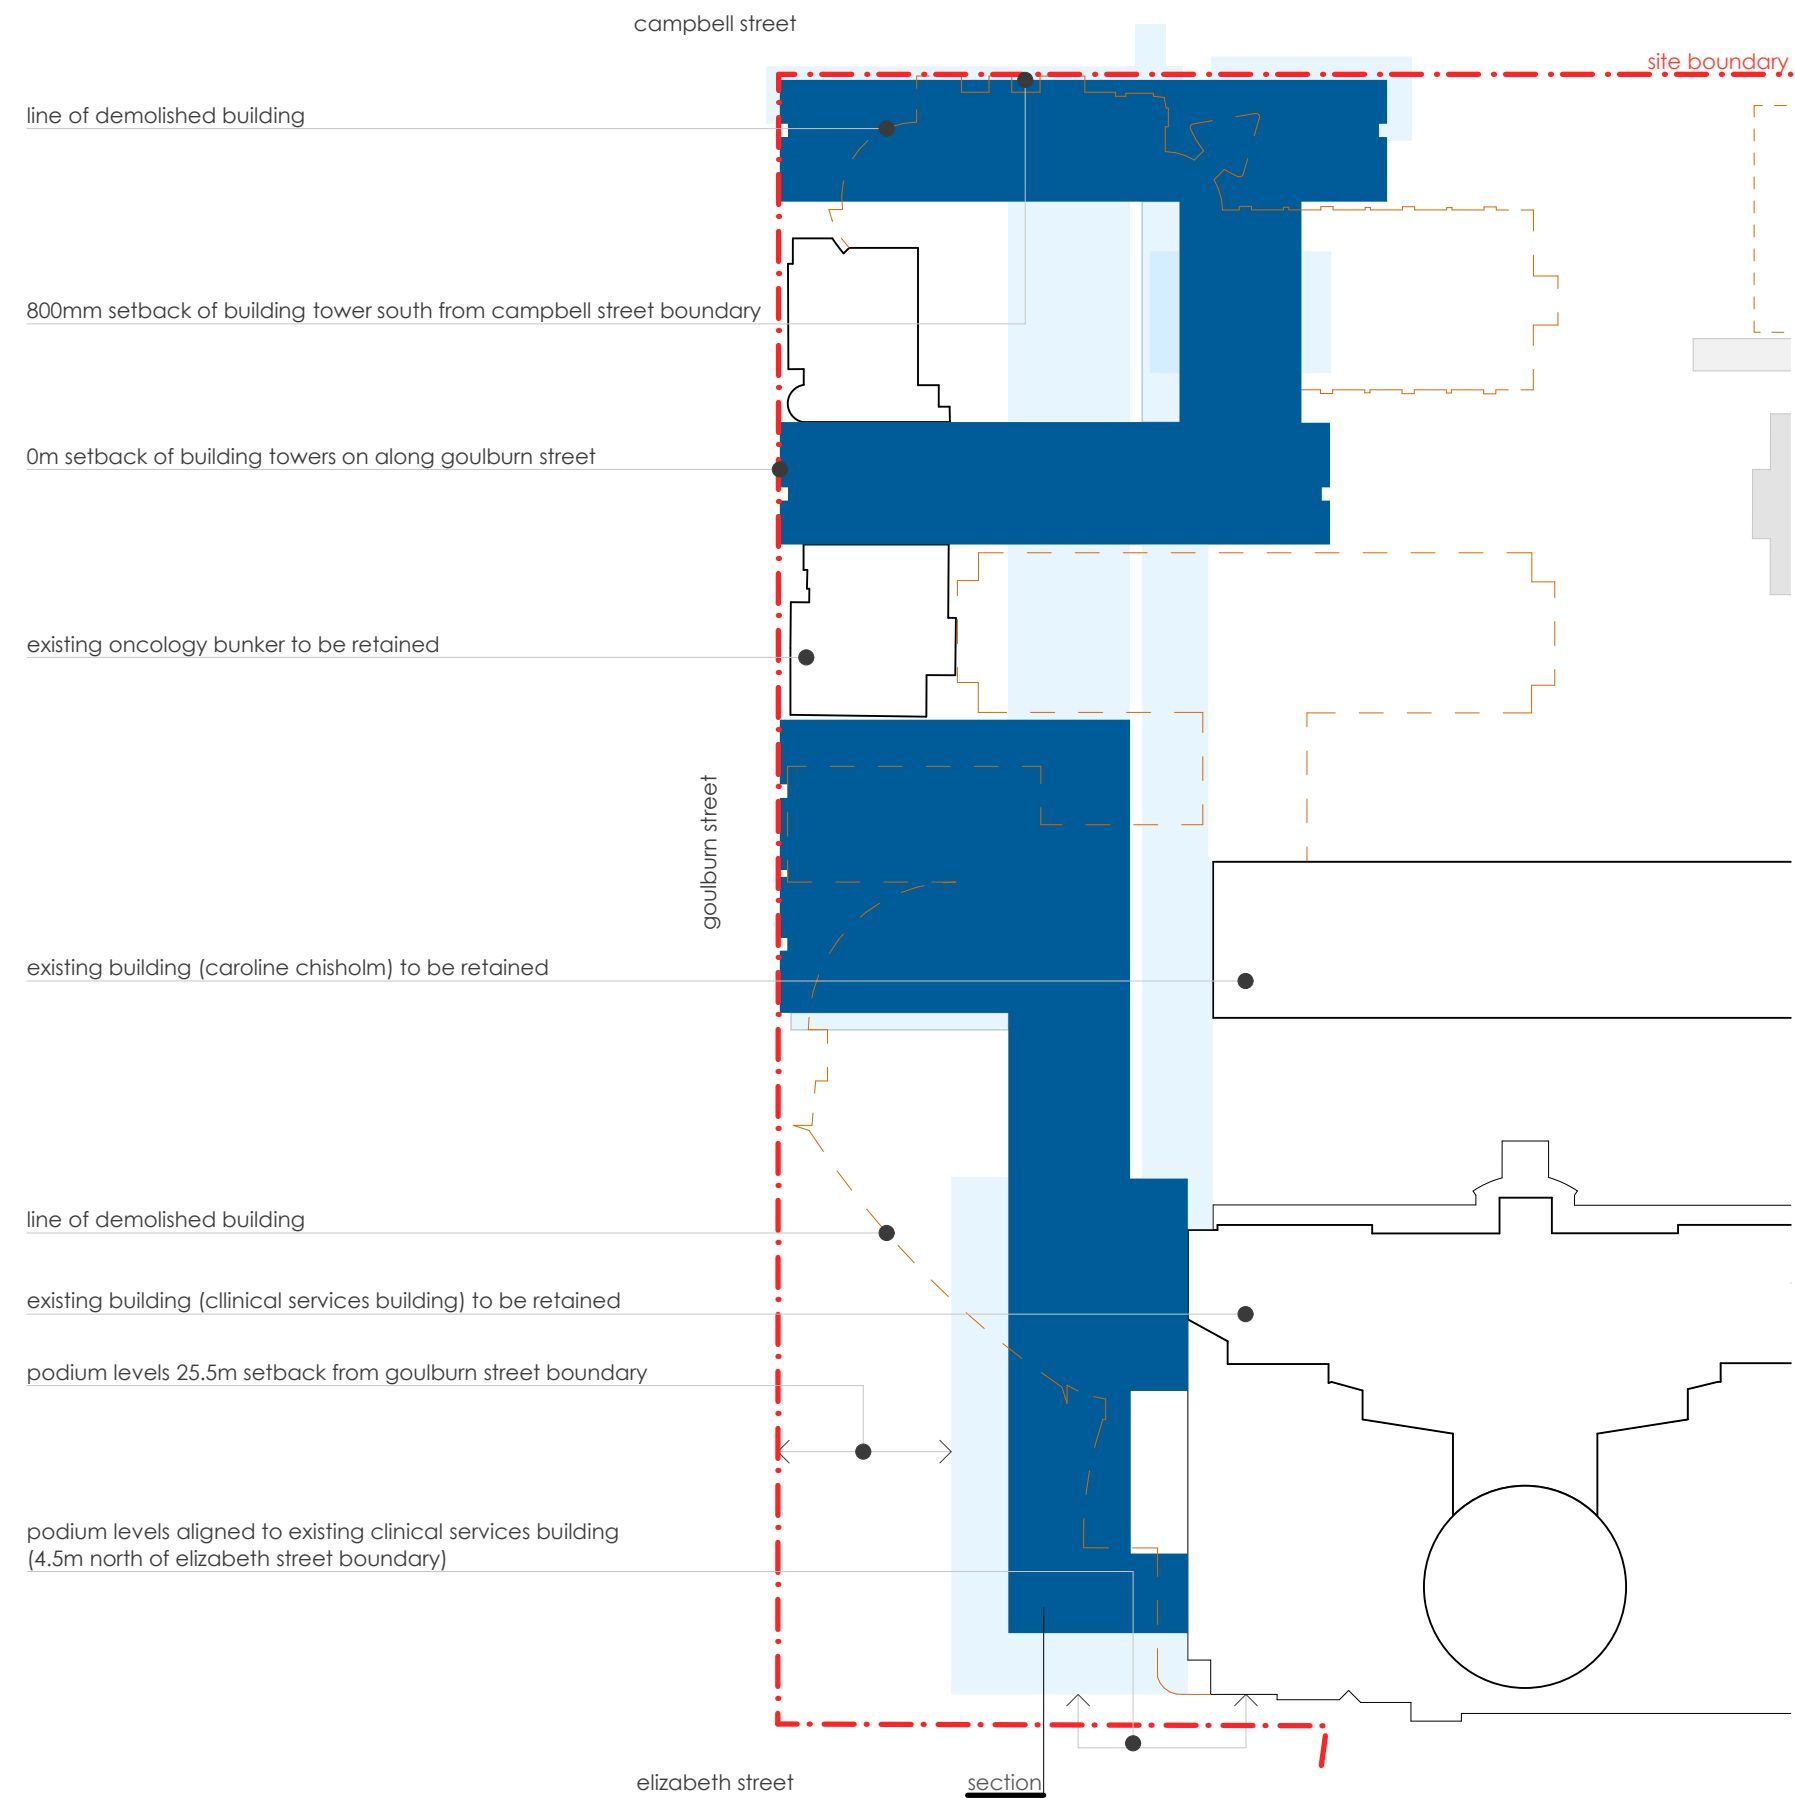 campbell street
site boundary
line of demolished building
800mm setback of building tower south from campbell street boundary
0m setback of building towers on along goulburn street
existing oncology bunker to be retained
goulburn street
existing building (caroline chisholm) to be retained
line of demolished building
existing building (cllinical services building) to be retained
podium levels 25.5m setback from goulburn street boundary
podium levels aligned to existing clinical services building
(4.5m north of elizabeth street boundary)
elizabeth street
section